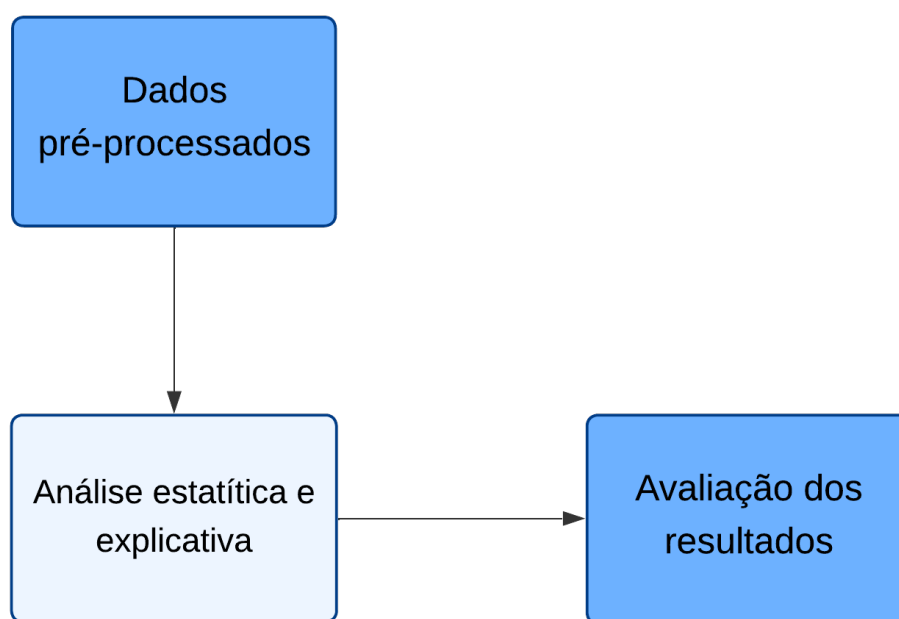 Dados
pré-processados
Análise estatítica e
explicativa
Avaliação dos
resultados